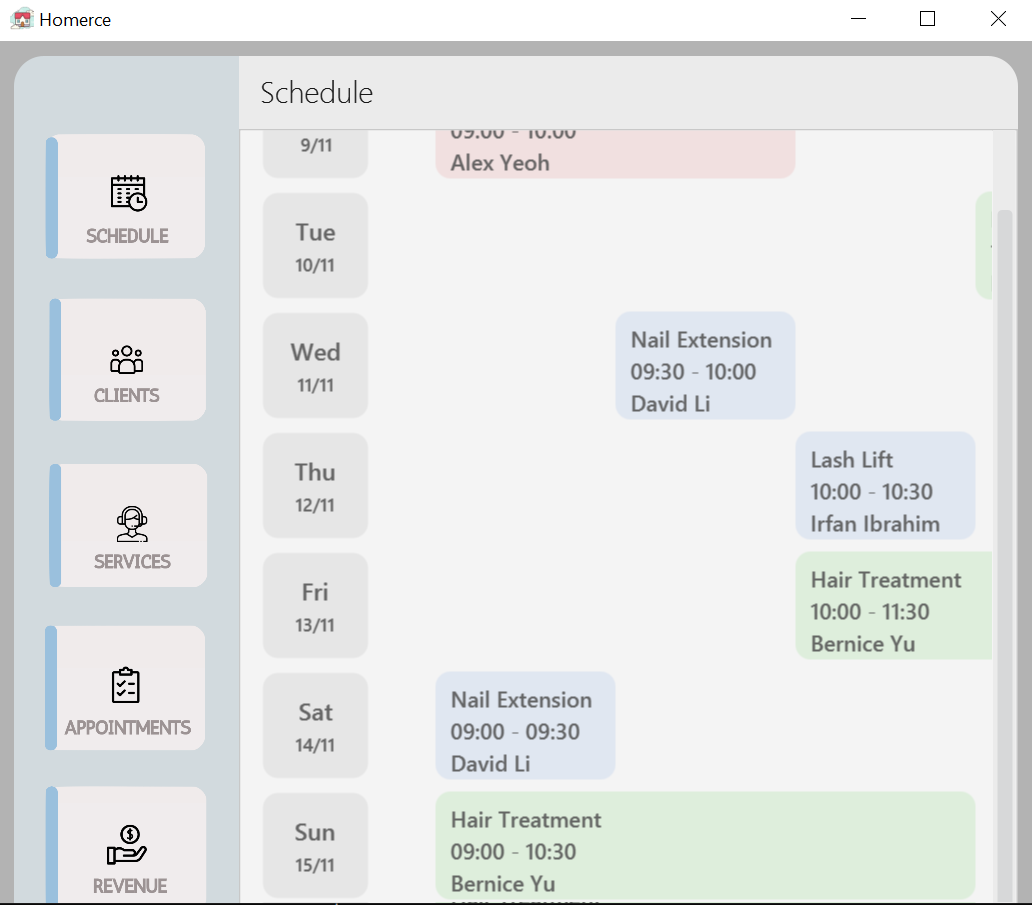 Homerce
Schedule
SCHEDULE
CLIENTS
SERVICES
APPOINTMENTS
REVENUE
9/11
09:00 - 10:00
Alex Yeoh
Tue
10/11
Wed
11/11
Nail Extension
09:30 - 10:00
David Li
Thu
12/11
Lash Lift
10:00 - 10:30
Irfan Ibrahim
Fri
13/11
Hair Treatment
10:00 - 11:30
Bernice Yu
Sat
14/11
Nail Extension
09:00 - 09:30
David Li
Sun
15/11
Hair Treatment
09:00 - 10:30
Bernice Yu